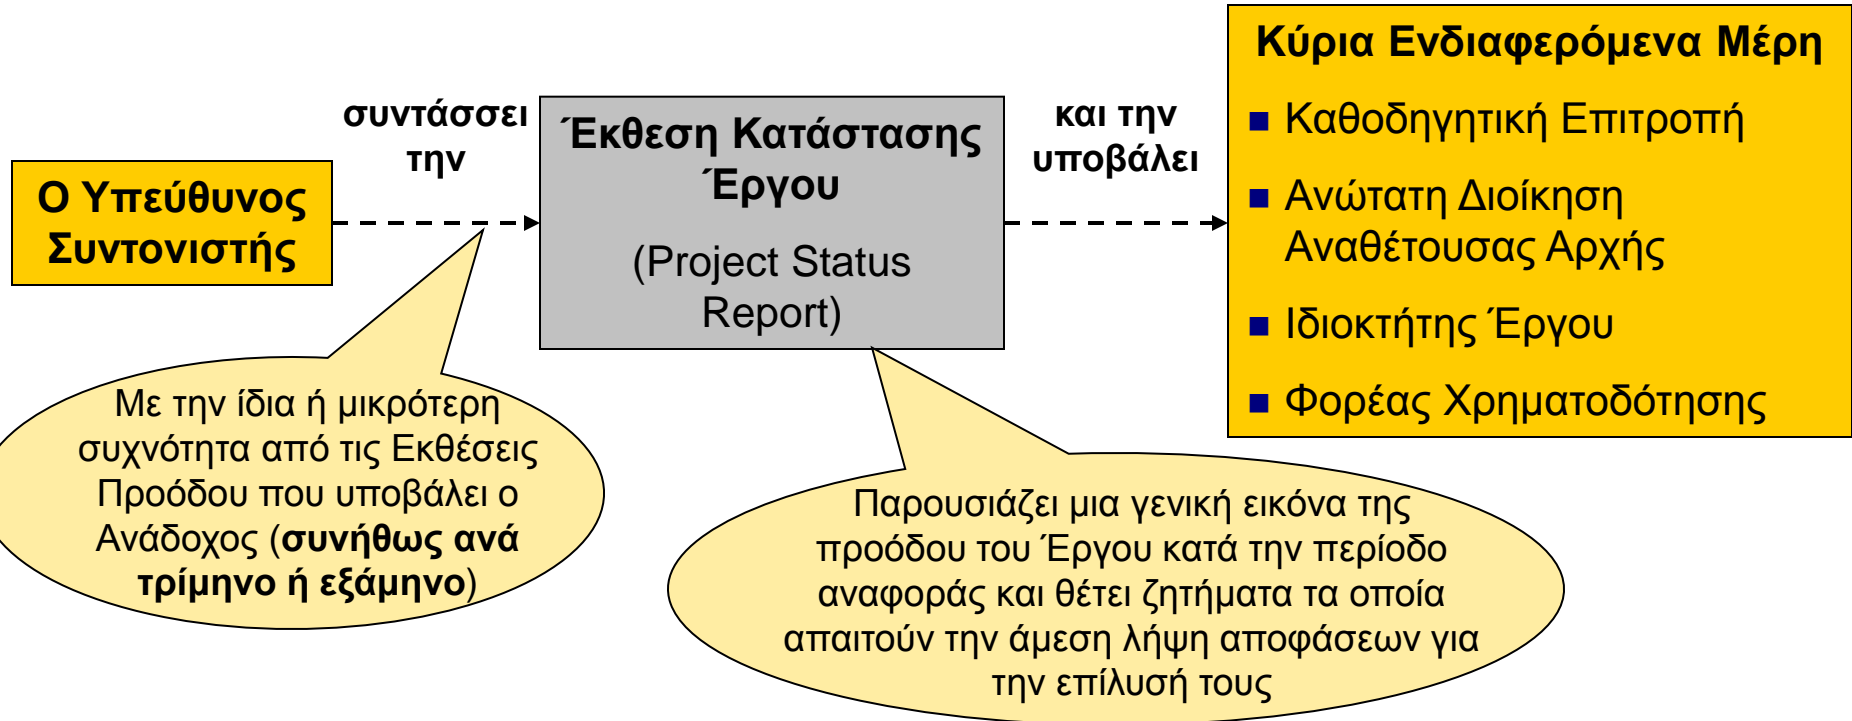 Ο Υπεύθυνος
Συντονιστής
συντάσσει
την
Έκθεση Κατάστασης
Έργου
(Project Status
Report)
και την
υποβάλει
Κύρια Ενδιαφερόμενα Μέρη
Καθοδηγητική Επιτροπή
Ανώτατη Διοίκηση
Αναθέτουσας Αρχής
Ιδιοκτήτης Έργου
Φορέας Χρηματοδότησης
Με την ίδια ή μικρότερη
συχνότητα από τις Εκθέσεις
Προόδου που υποβάλει ο
Ανάδοχος (συνήθως ανά
τρίμηνο ή εξάμηνο)
Παρουσιάζει μια γενική εικόνα της
προόδου του Έργου κατά την περίοδο
αναφοράς και θέτει ζητήματα τα οποία
απαιτούν την άμεση λήψη αποφάσεων για
την επίλυσή τους